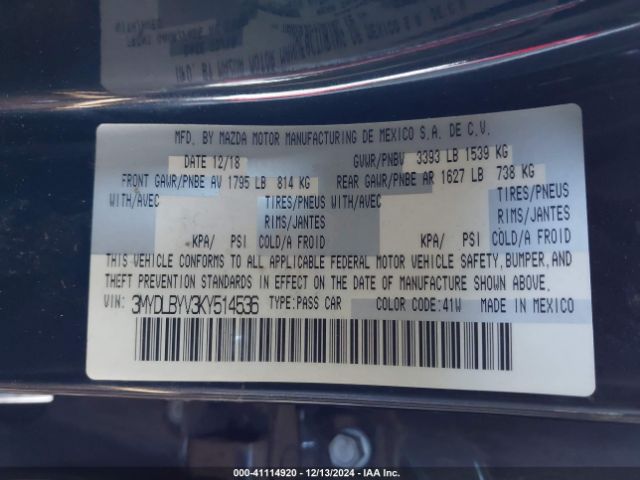 MFD. BY MAZDA MOTOR MANUFACTURING DE MEXICO S.A. DE C.V.
DATE 12/18 GVWR/PNBV 3393 LB 1539 KG
FRONT GAWR/PNBE AV 1795 LB 814 KG REAR GAWR/PNBE AR 1627 LB 738 KG
WITH/AVEC TIRES/PNEUS WITH/AVEC TIRES/PNEUS
RIMS/JANTES RIMS/JANTES
KPA/ PSI COLD/A FROID KPA/ PSI COLD/A FROID
THIS VEHICLE CONFORMS TO ALL APPLICABLE FEDERAL MOTOR VEHICLE SAFETY, BUMPER, AND
THEFT PREVENTION STANDARDS IN EFFECT ON THE DATE OF MANUFACTURE SHOWN ABOVE.
VIN: 3MYDLBYV3KY514536 TYPE:PASS CAR COLOR CODE:41W MADE IN MEXICO
000-41114920 - 12/13/2024 - IAA Inc.